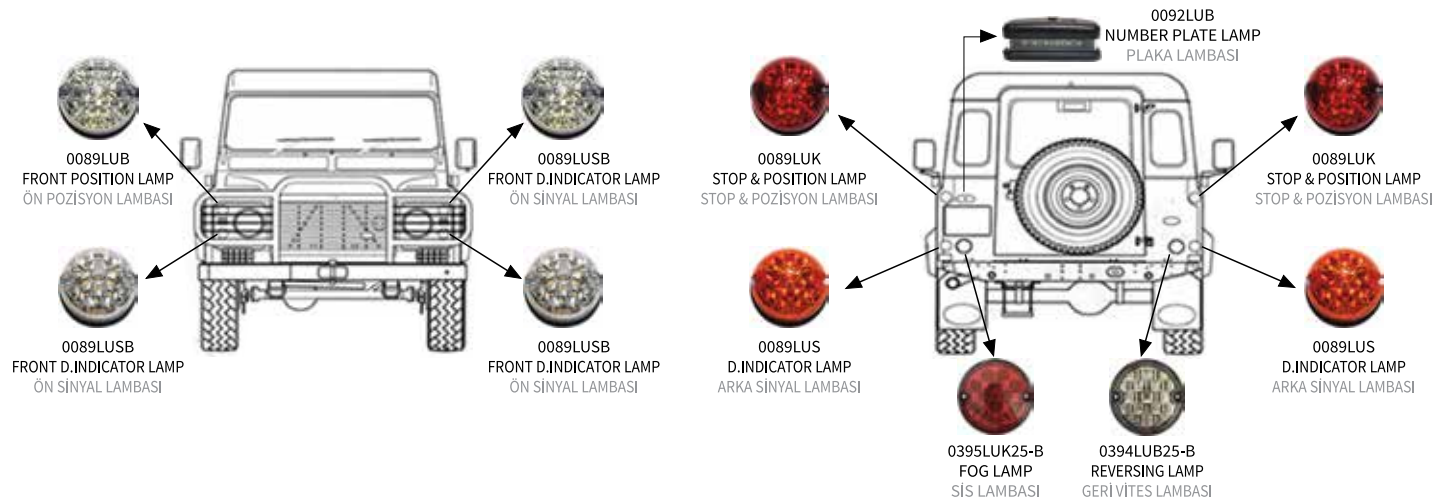 0092LUB
NUMBER PLATE LAMP
PLAKA LAMBASI
0089LUB
FRONT POSITION LAMP
ÖN POZİSYON LAMBASI
0089LUSB
FRONT D.INDICATOR LAMP
ÖN SİNYAL LAMBASI
0089LUK
STOP & POSITION LAMP
STOP & POZİSYON LAMBASI
0089LUK
STOP & POSITION LAMP
STOP & POZİSYON LAMBASI
0089LUSB
FRONT D.INDICATOR LAMP
ÖN SİNYAL LAMBASI
0089LUSB
FRONT D.INDICATOR LAMP
ÖN SİNYAL LAMBASI
0089LUS
D.INDICATOR LAMP
ARKA SİNYAL LAMBASI
0089LUS
D.INDICATOR LAMP
ARKA SİNYAL LAMBASI
0395LUK25-B
FOG LAMP
SİS LAMBASI
0394LUB25-B
REVERSING LAMP
GERİ VİTES LAMBASI